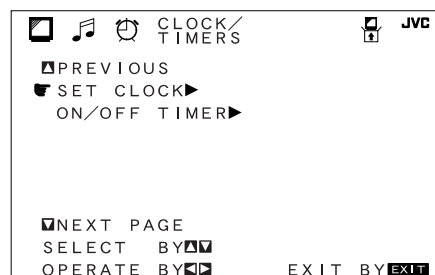 CLOCK/
TIMERS
JVC
PREVIOUS
SET CLOCK▶
ON/OFF TIMER▶
NEXT PAGE
SELECT BY▲▼
OPERATE BY◀▶ EXIT BY EXIT